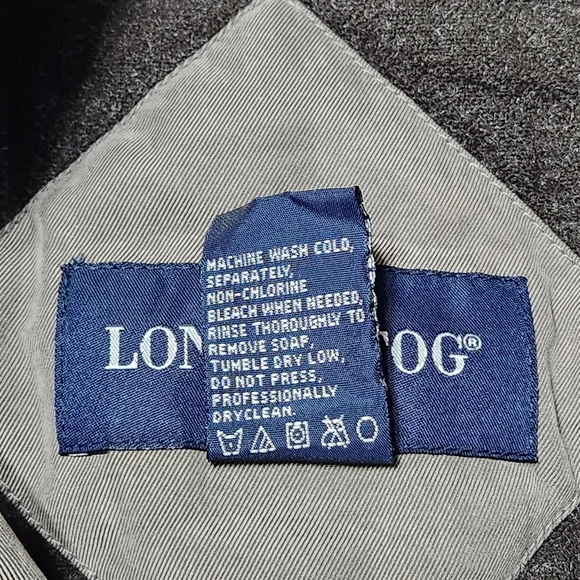 MACHINE WASH COLD,
SEPARATELY,
NON-CHLORINE
BLEACH WHEN NEEDED,
RINSE THOROUGHLY TO
REMOVE SOAP,
TUMBLE DRY LOW,
DO NOT PRESS,
PROFESSIONALLY
DRYCLEAN.
LON OG®